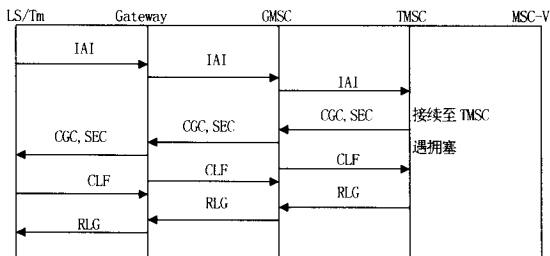 LS/Tm Gateway GMSC TMSC MSC-V
IAI
IAI
IAI
CGC, SEC
接续至 TMSC
CGC, SEC
CGC, SEC
遇拥塞
CLF
CLF
CLF
RLG
RLG
RLG